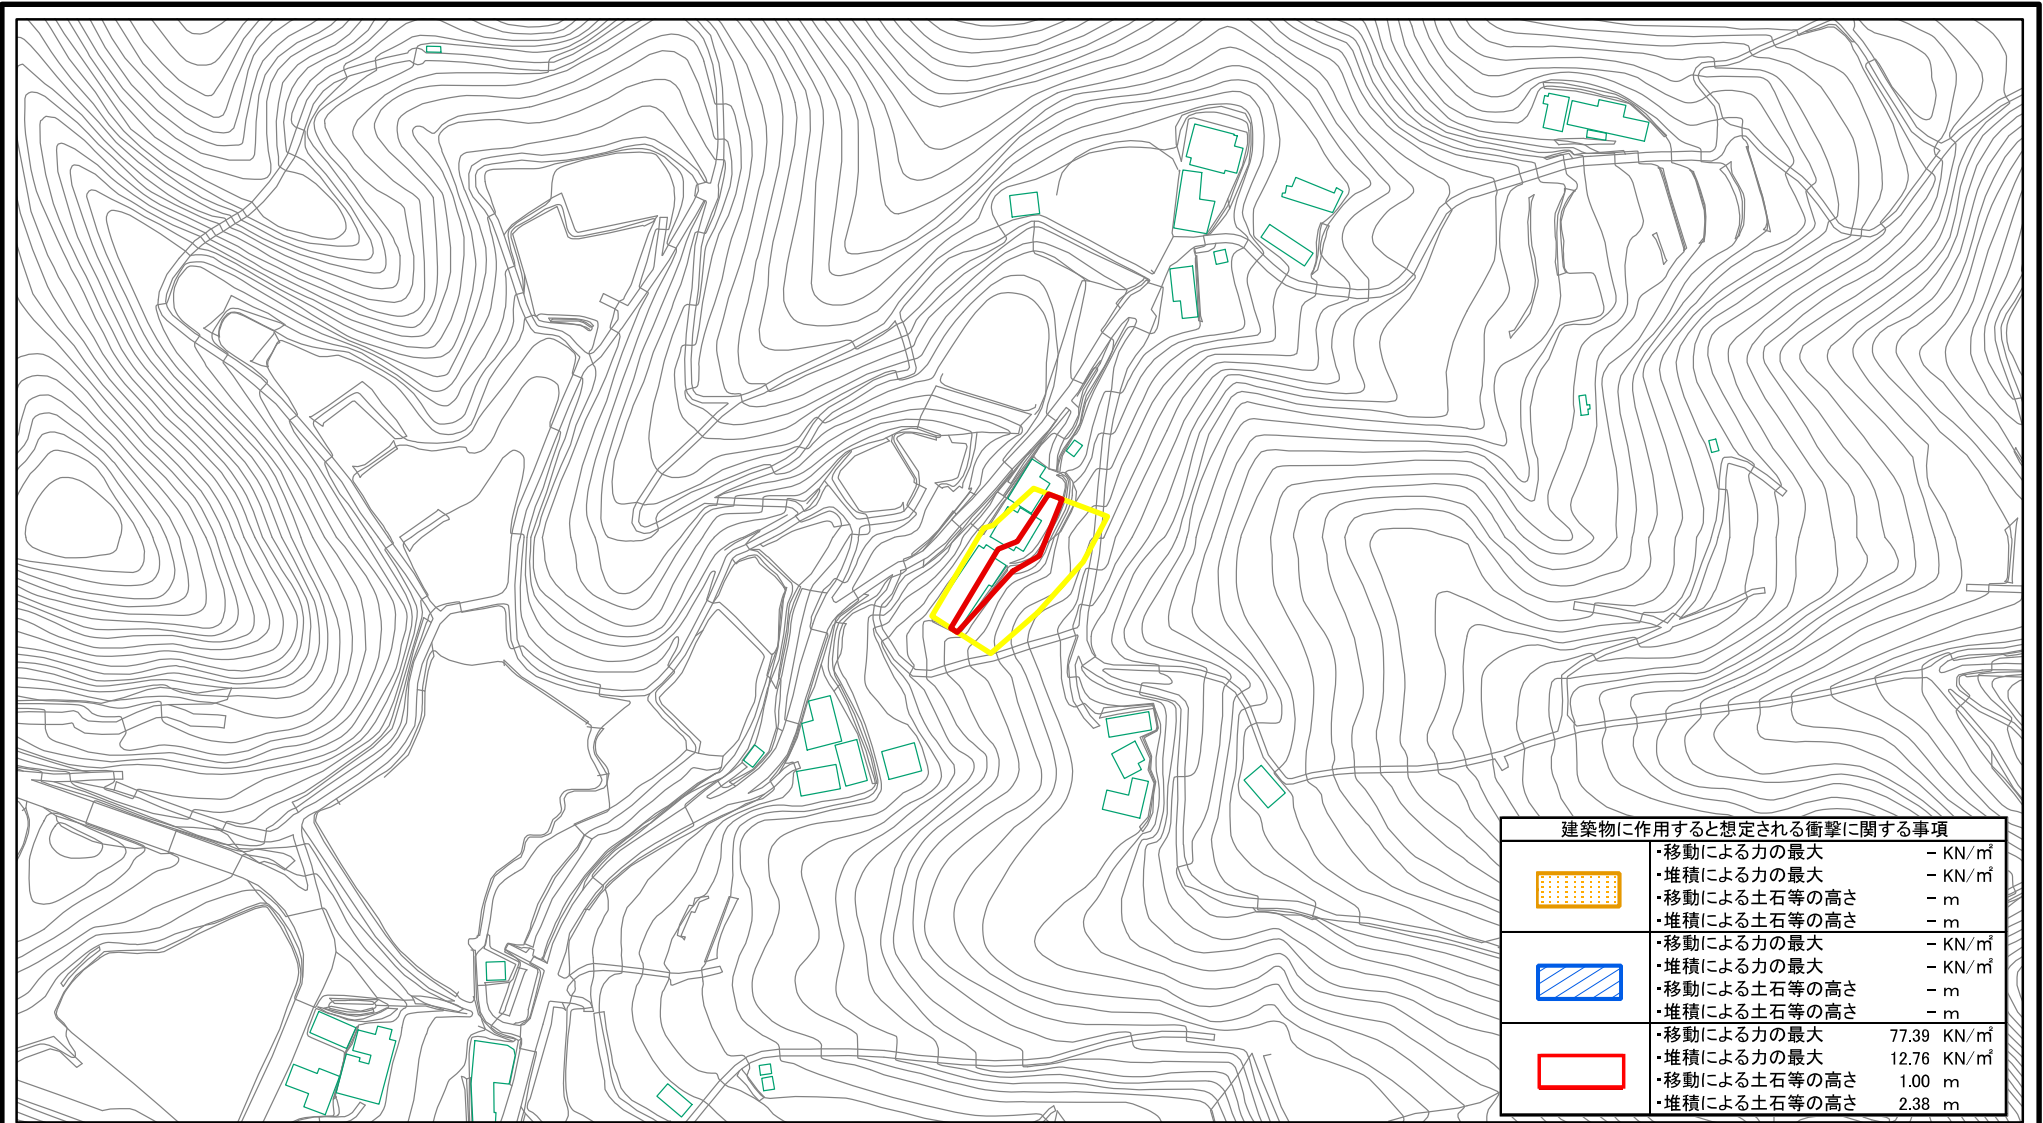 建築物に作用すると想定される衝撃に関する事項
・移動による力の最大 － KN/㎡
・堆積による力の最大 － KN/㎡
・移動による土石等の高さ － m
・堆積による土石等の高さ － m
・移動による力の最大 － KN/㎡
・堆積による力の最大 － KN/㎡
・移動による土石等の高さ － m
・堆積による土石等の高さ － m
・移動による力の最大 77.39 KN/㎡
・堆積による力の最大 12.76 KN/㎡
・移動による土石等の高さ 1.00 m
・堆積による土石等の高さ 2.38 m